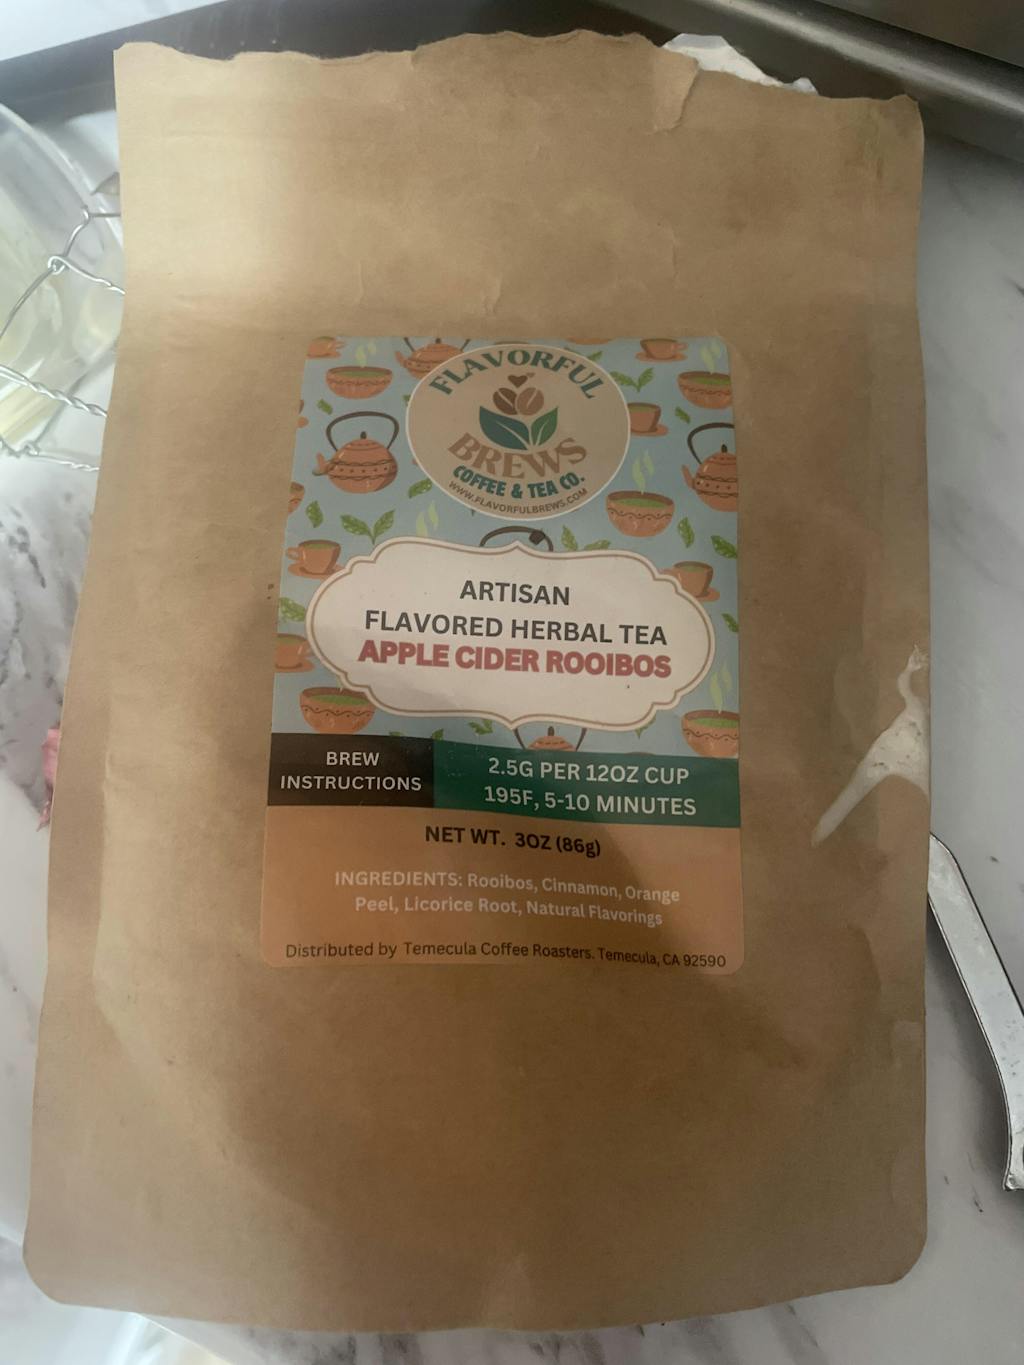 FLAVORFUL
BREWS
COFFEE & TEA CO.
WWW.FLAVORFULBREWS.COM
ARTISAN
FLAVORED HERBAL TEA
APPLE CIDER ROOIBOS
BREW
INSTRUCTIONS
2.5G PER 12OZ CUP
195F, 5-10 MINUTES
NET WT. 3OZ (86g)
INGREDIENTS: Rooibos, Cinnamon, Orange
Peel, Licorice Root, Natural Flavorings
Distributed by Temecula Coffee Roasters. Temecula, CA 92590